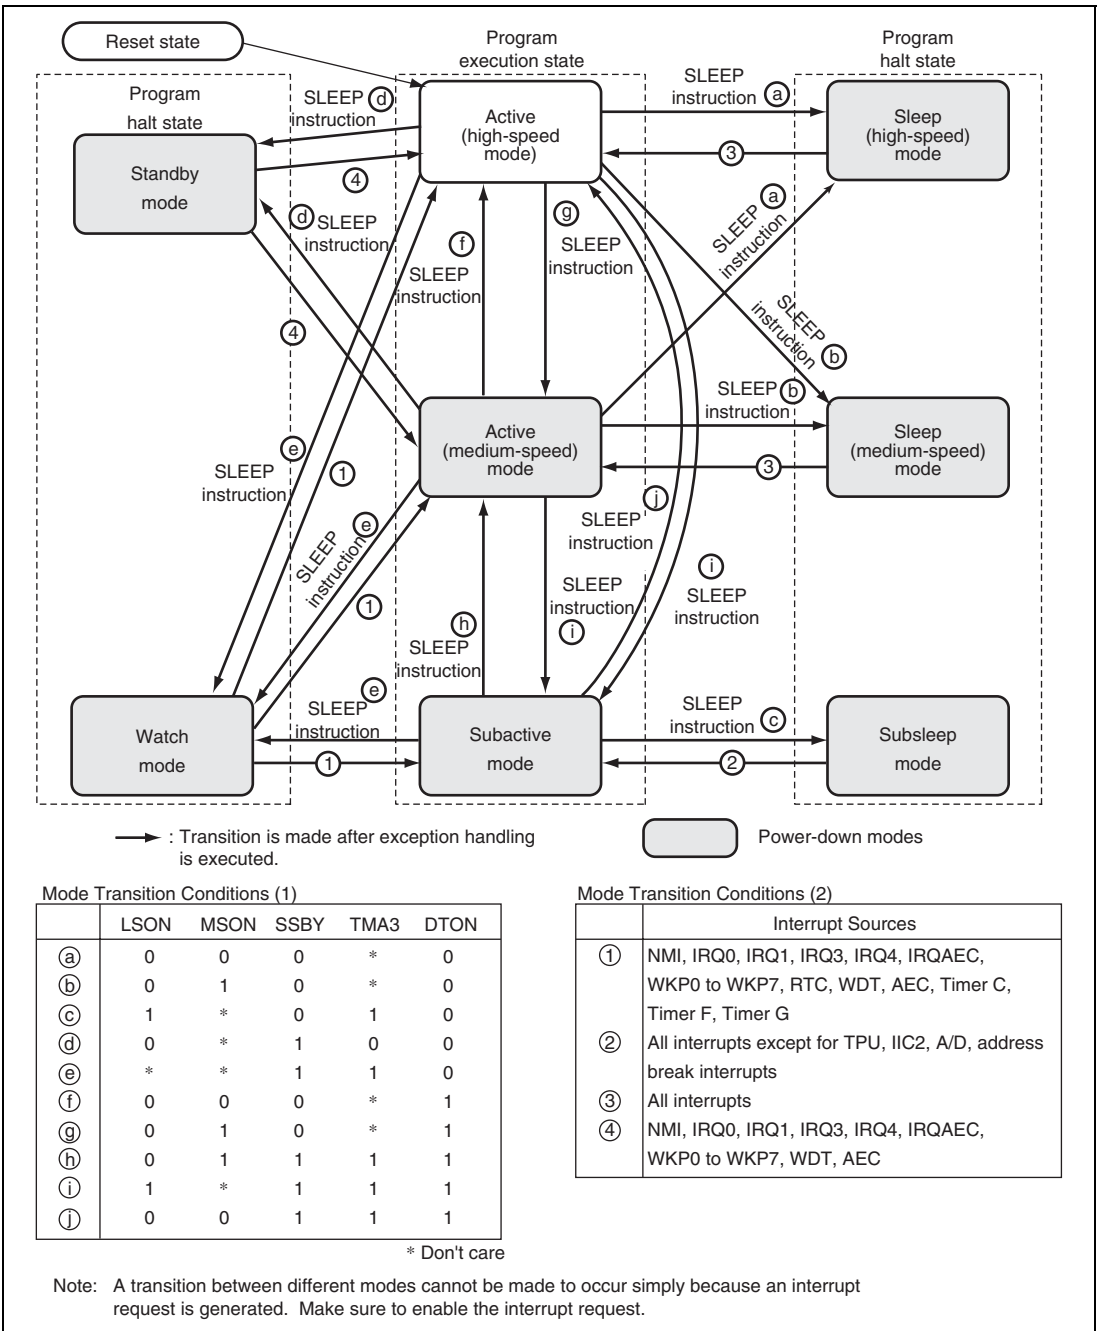 Reset state
Program
execution state
Program
halt state
Program
halt state
SLEEP ⓓ
instruction
Active
(high-speed
mode)
SLEEP
instruction ⓐ
Sleep
(high-speed)
mode
Standby
mode
④
③
ⓓ SLEEP
instruction
ⓕ
SLEEP
instruction
ⓖ
SLEEP
instruction
SLEEP ⓐ
instruction
SLEEP
instruction ⓑ
④
Active
(medium-speed)
mode
SLEEP ⓑ
instruction
Sleep
(medium-speed)
mode
③
ⓔ
SLEEP
instruction
①
SLEEP ⓔ
instruction
①
ⓙ
SLEEP
instruction
ⓘ
SLEEP
instruction
SLEEP
instruction
ⓘ
ⓗ
SLEEP
instruction
Watch
mode
ⓔ
SLEEP
instruction
①
Subactive
mode
SLEEP
instruction ⓒ
②
Subsleep
mode
: Transition is made after exception handling
is executed.
Power-down modes
Mode Transition Conditions (1)
LSON MSON SSBY TMA3 DTON
ⓐ 0 0 0 * 0
ⓑ 0 1 0 * 0
ⓒ 1 * 0 1 0
ⓓ 0 * 1 0 0
ⓔ * * 1 1 0
ⓕ 0 0 0 * 1
ⓖ 0 1 0 * 1
ⓗ 0 1 1 1 1
ⓘ 1 * 1 1 1
ⓙ 0 0 1 1 1
* Don't care
Mode Transition Conditions (2)
Interrupt Sources
① NMI, IRQ0, IRQ1, IRQ3, IRQ4, IRQAEC,
WKP0 to WKP7, RTC, WDT, AEC, Timer C,
Timer F, Timer G
② All interrupts except for TPU, IIC2, A/D, address
break interrupts
③ All interrupts
④ NMI, IRQ0, IRQ1, IRQ3, IRQ4, IRQAEC,
WKP0 to WKP7, WDT, AEC
Note: A transition between different modes cannot be made to occur simply because an interrupt
request is generated. Make sure to enable the interrupt request.